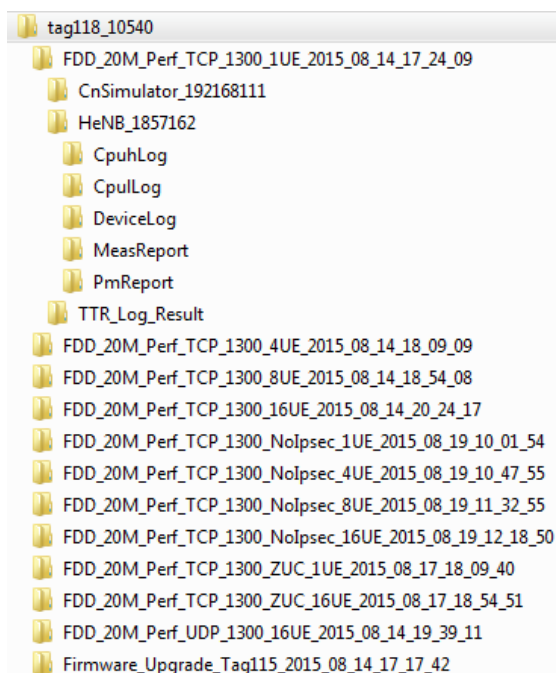 tag118_10540
FDD_20M_Perf_TCP_1300_1UE_2015_08_14_17_24_09
CnSimulator_192168111
HeNB_1857162
CpuhLog
CpulLog
DeviceLog
MeasReport
PmReport
TTR_Log_Result
FDD_20M_Perf_TCP_1300_4UE_2015_08_14_18_09_09
FDD_20M_Perf_TCP_1300_8UE_2015_08_14_18_54_08
FDD_20M_Perf_TCP_1300_16UE_2015_08_14_20_24_17
FDD_20M_Perf_TCP_1300_NoIpsec_1UE_2015_08_19_10_01_54
FDD_20M_Perf_TCP_1300_NoIpsec_4UE_2015_08_19_10_47_55
FDD_20M_Perf_TCP_1300_NoIpsec_8UE_2015_08_19_11_32_55
FDD_20M_Perf_TCP_1300_NoIpsec_16UE_2015_08_19_12_18_50
FDD_20M_Perf_TCP_1300_ZUC_1UE_2015_08_17_18_09_40
FDD_20M_Perf_TCP_1300_ZUC_16UE_2015_08_17_18_54_51
FDD_20M_Perf_UDP_1300_16UE_2015_08_14_19_39_11
Firmware_Upgrade_Tag115_2015_08_14_17_17_42